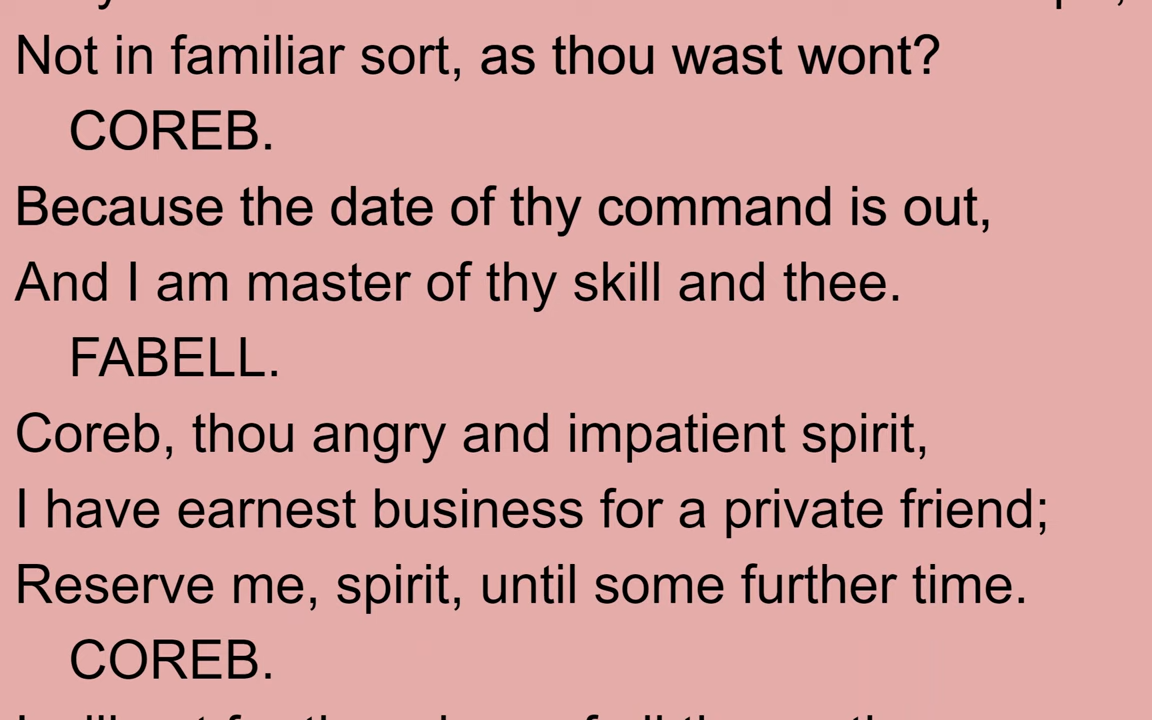 Not in familiar sort, as thou wast wont?
COREB.
Because the date of thy command is out,
And I am master of thy skill and thee.
FABELL.
Coreb, thou angry and impatient spirit,
I have earnest business for a private friend;
Reserve me, spirit, until some further time.
COREB.